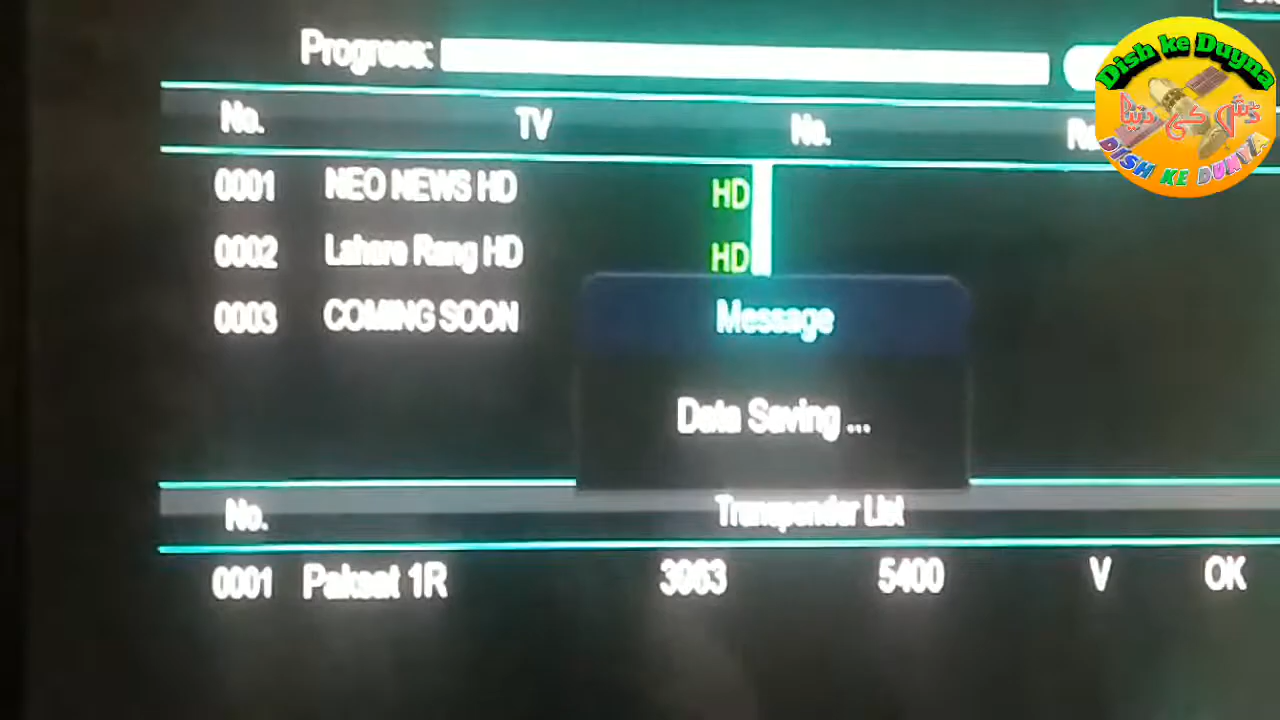 Progress:
No. TV No.
0001 NEO NEWS HD HD
0002 Lahore Rang HD HD
0003 COMING SOON
Message
Data Saving ...
No. Transponder List
0001 Paksat 1R 3963 5400 V OK
Dish ke Duyna
ڈش کی دنیا
DISH KE DUNYA